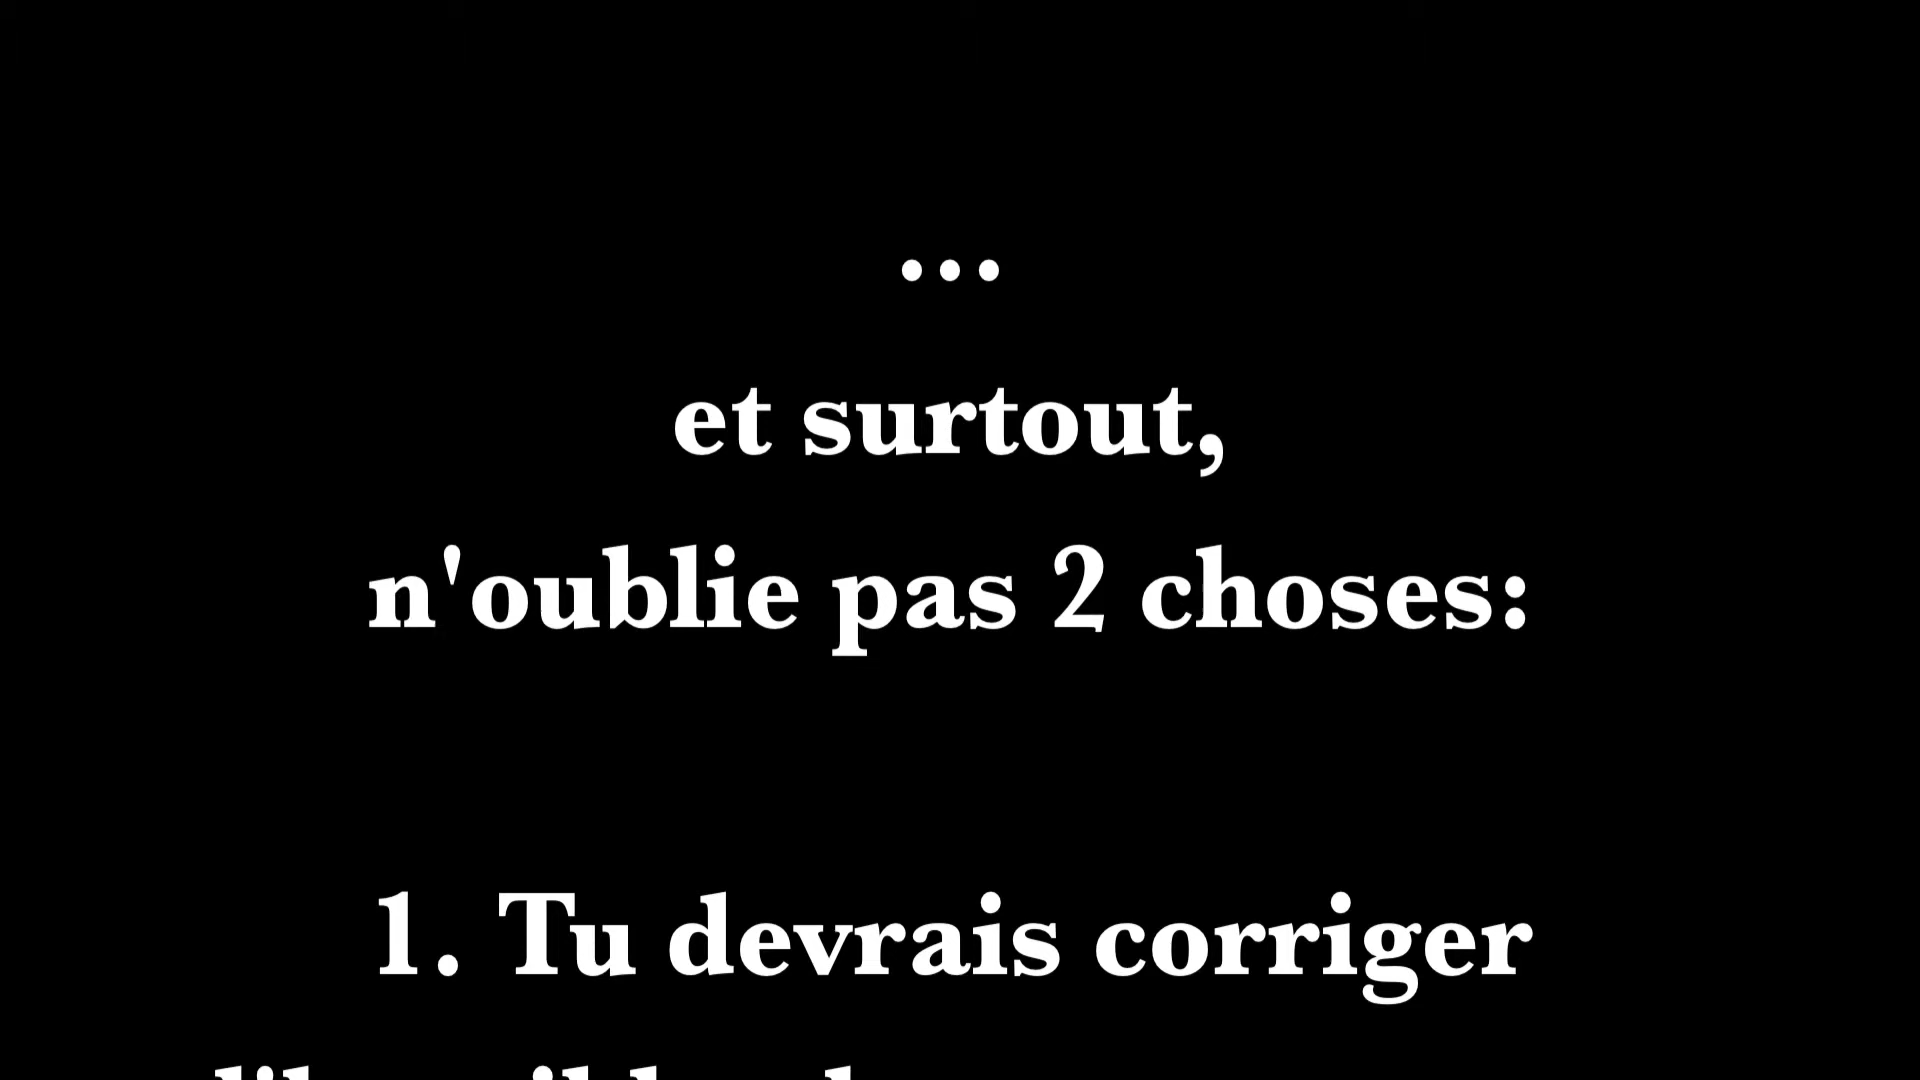 ...
et surtout,
n'oublie pas 2 choses:
1. Tu devrais corriger